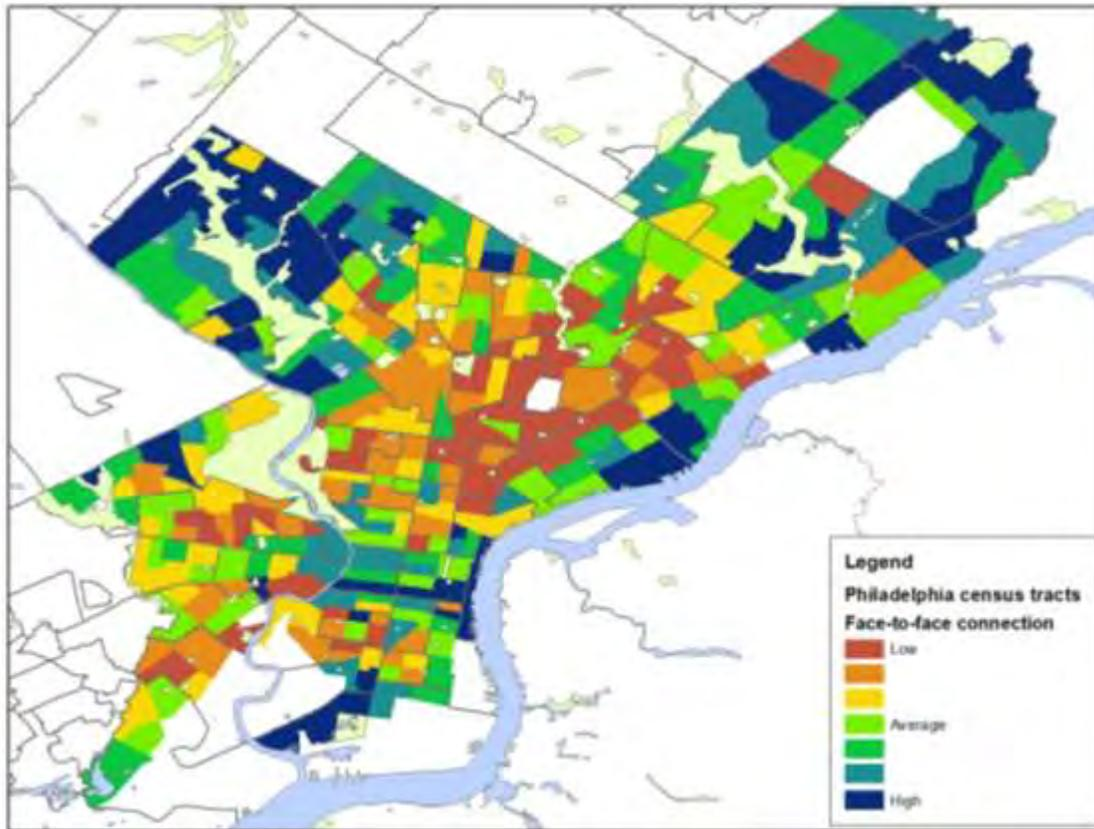 Legend
Philadelphia census tracts
Face-to-face connection
Low
Average
High